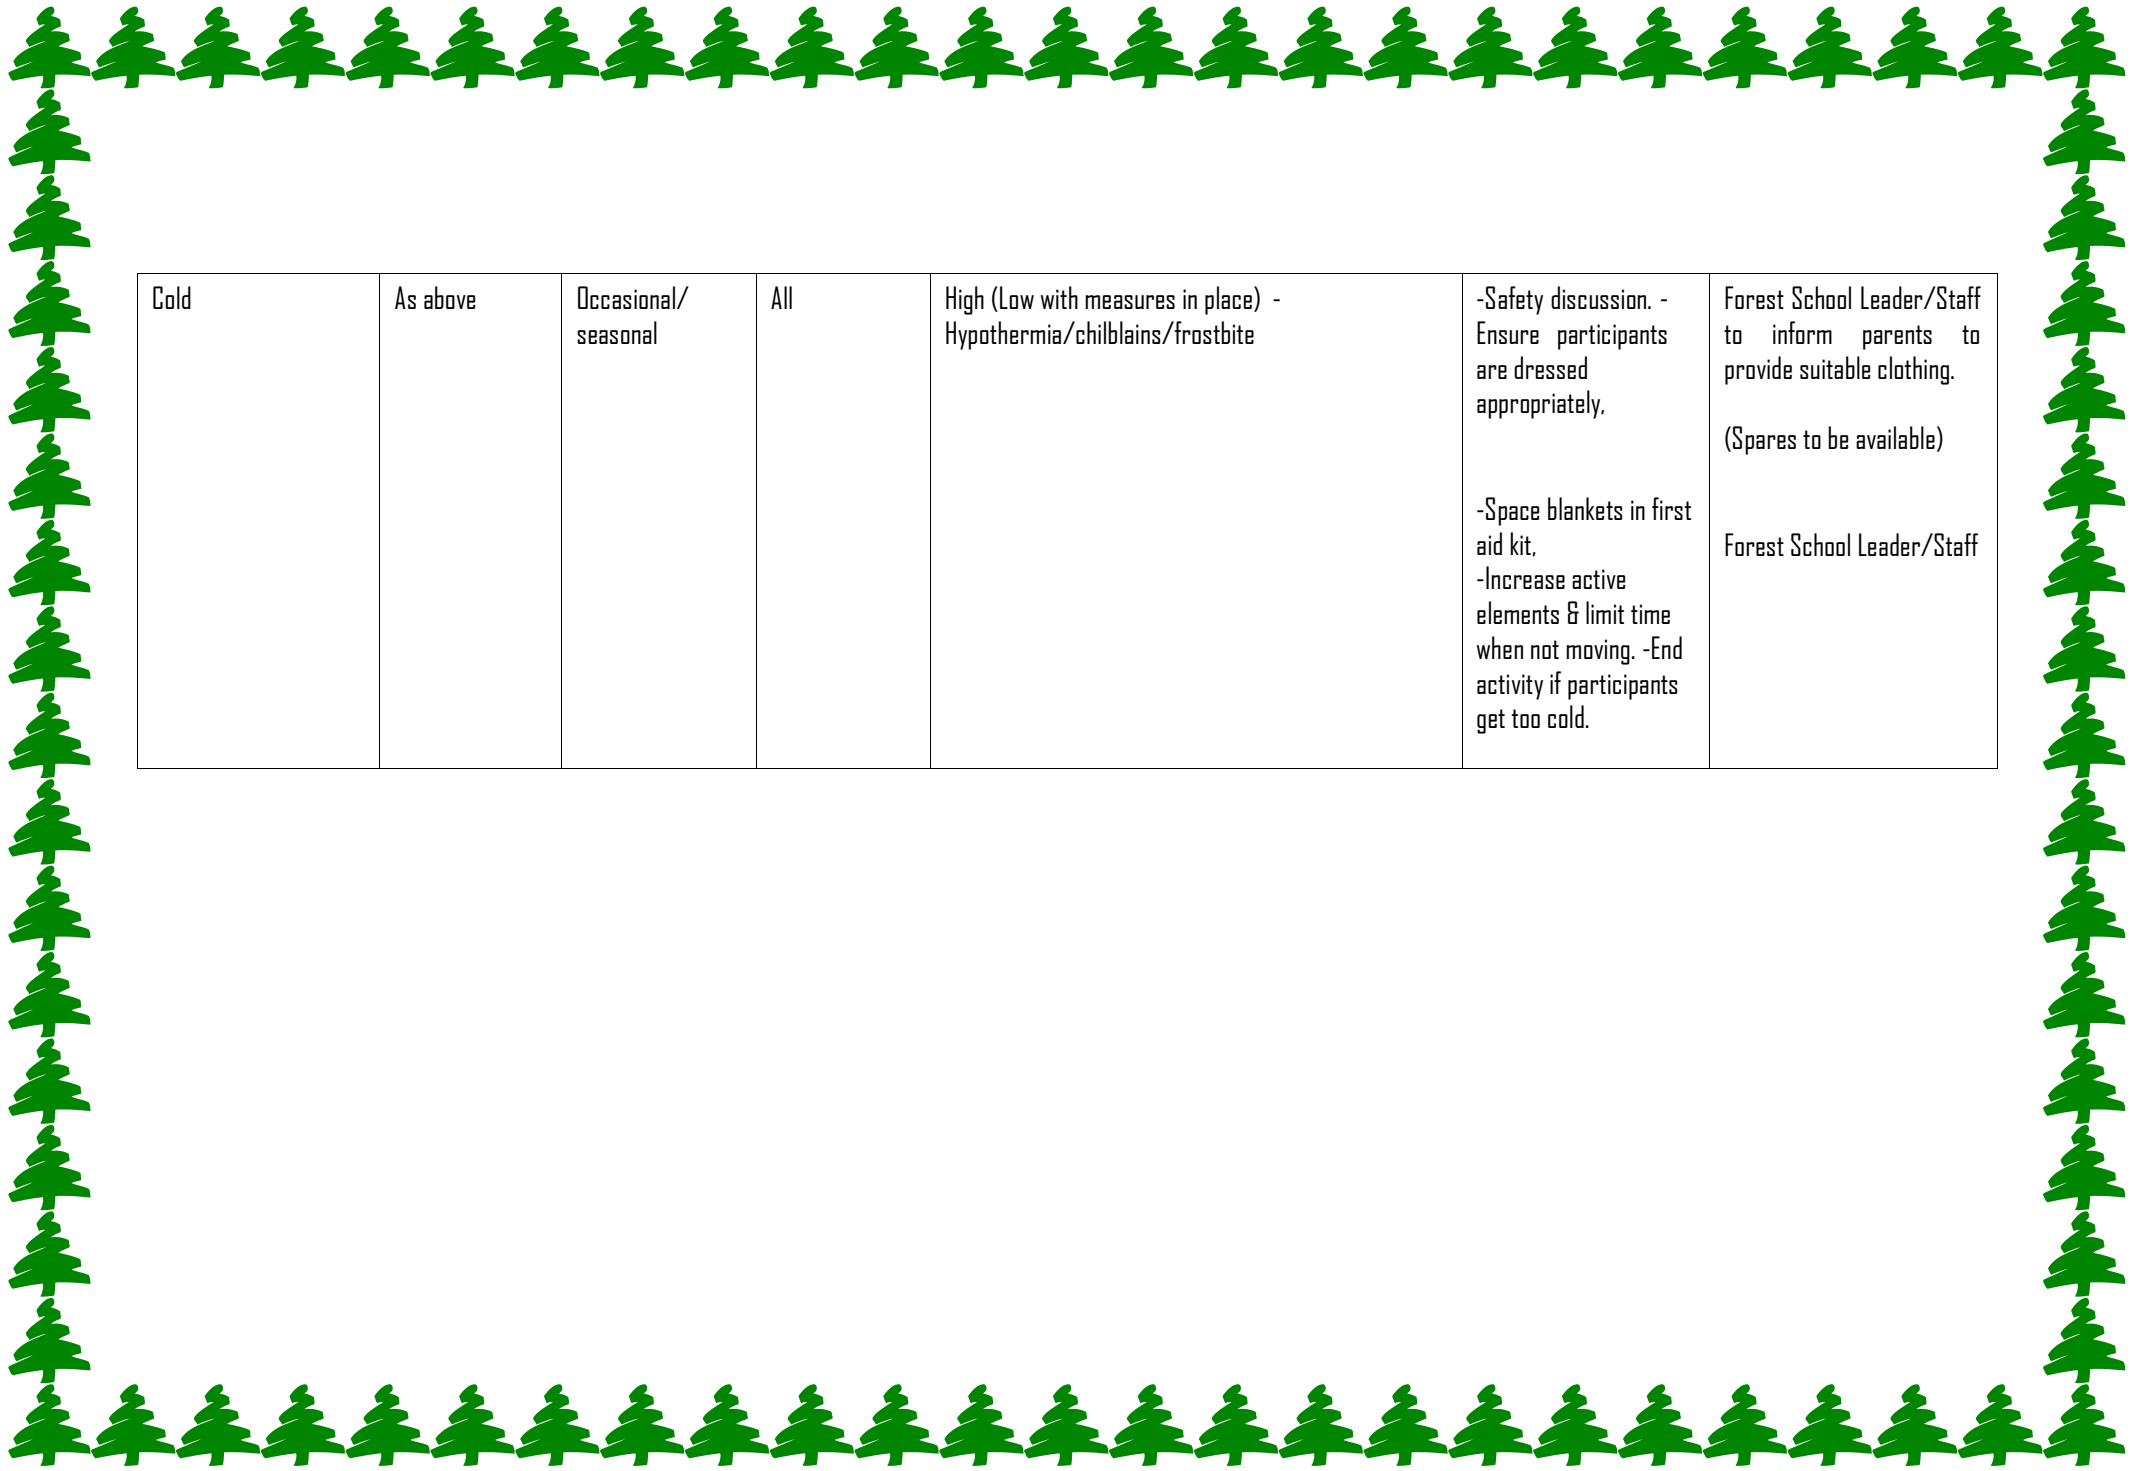 Cold
As above
Occasional/
seasonal
All
High (Low with measures in place)  -
Hypothermia/chilblains/frostbite
-Safety discussion. -
Ensure participants
are dressed
appropriately,
-Space blankets in first
aid kit,
-Increase active
elements & limit time
when not moving. -End
activity if participants
get too cold.
Forest School Leader/Staff
to inform parents to
provide suitable clothing.
(Spares to be available)
Forest School Leader/Staff